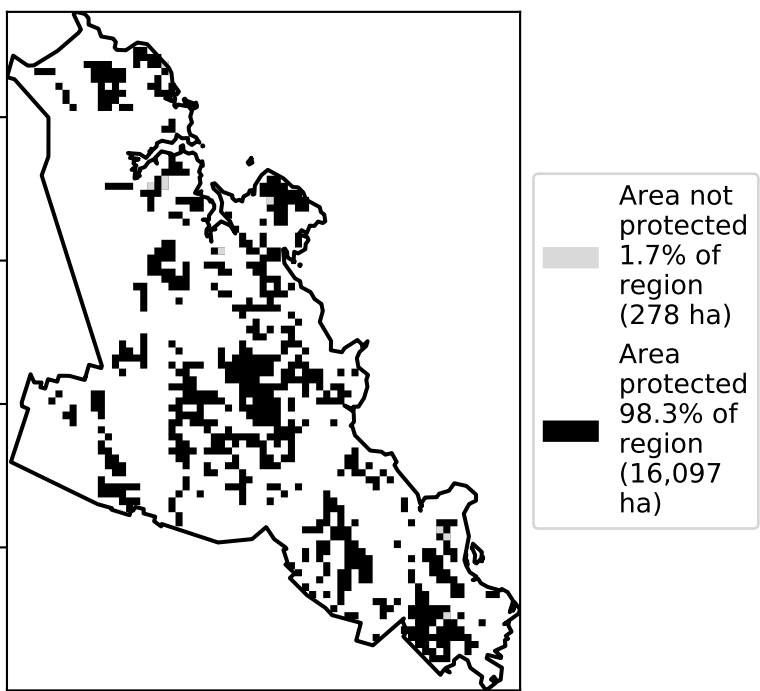 Area not
protected
1.7% of
region
(278 ha)
Area
protected
98.3% of
region
(16,097
ha)